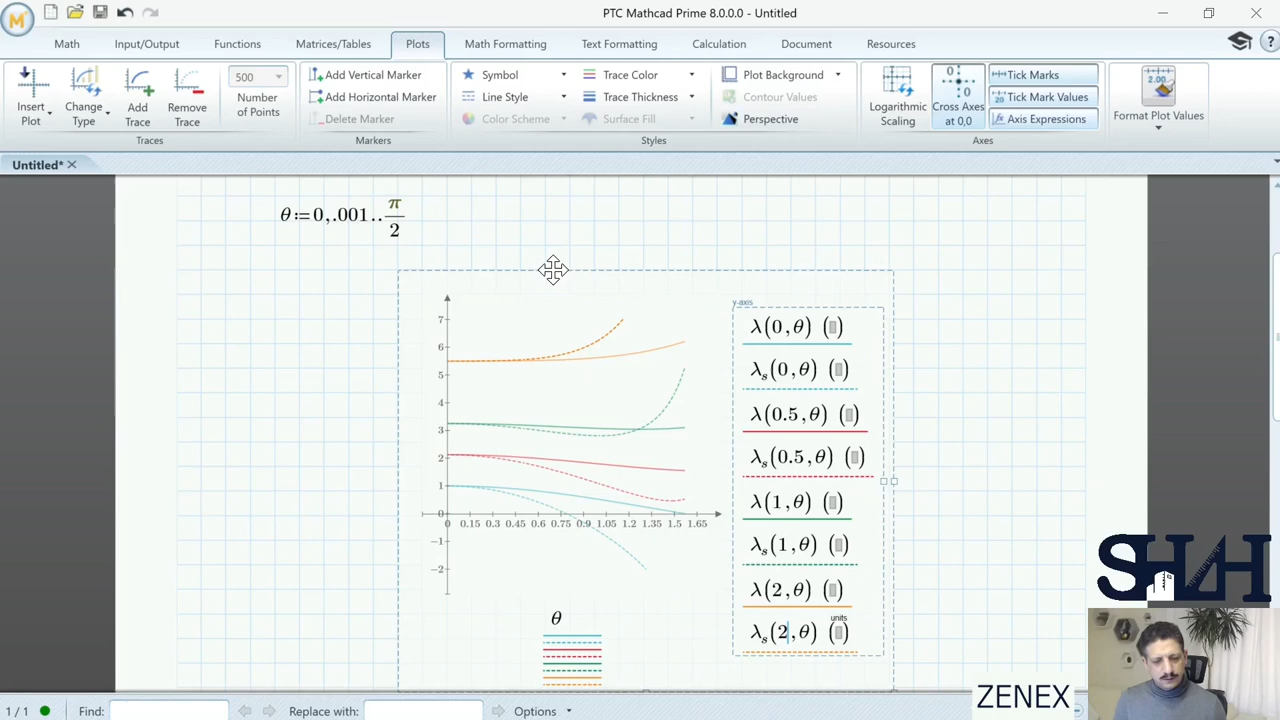 PTC Mathcad Prime 8.0.0.0 - Untitled
Math Input/Output Functions Matrices/Tables Plots Math Formatting Text Formatting Calculation Document Resources
Insert Plot
Change Type
Add Trace
Remove Trace
500
Number of Points
Traces
Add Vertical Marker
Add Horizontal Marker
Delete Marker
Markers
Symbol
Line Style
Color Scheme
Trace Color
Trace Thickness
Surface Fill
Plot Background
Contour Values
Perspective
Styles
Logarithmic Scaling
Cross Axes at 0,0
Tick Marks
Tick Mark Values
Axis Expressions
Axes
2.00
Format Plot Values
Untitled*
θ:=0,.001..π/2
7
6
5
4
3
2
1
0
−1
−2
0 0.15 0.3 0.45 0.6 0.75 0.9 1.05 1.2 1.35 1.5 1.65
θ
y-axis
λ(0,θ) ()
λs(0,θ) ()
λ(0.5,θ) ()
λs(0.5,θ) ()
λ(1,θ) ()
λs(1,θ) ()
λ(2,θ) ()
units
λs(2,θ) ()
ZENEX
1 / 1 Find: Replace with: Options